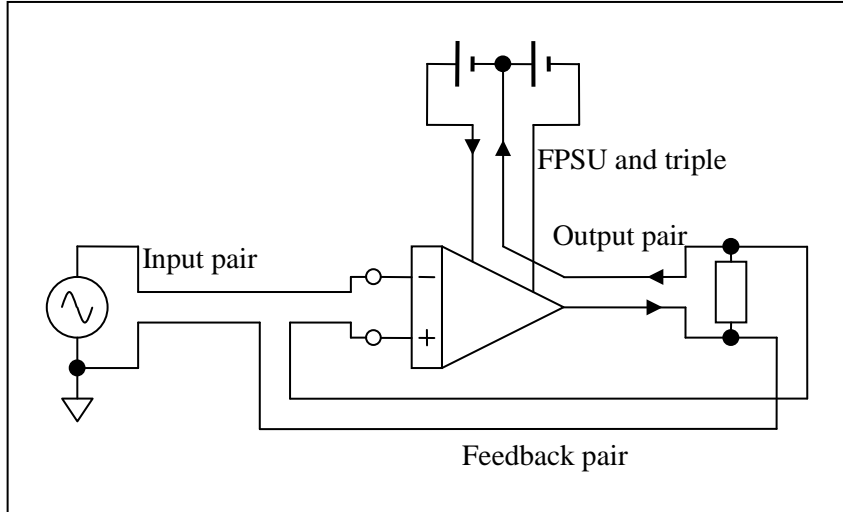 FPSU and triple
Output pair
Input pair
−
+
Feedback pair